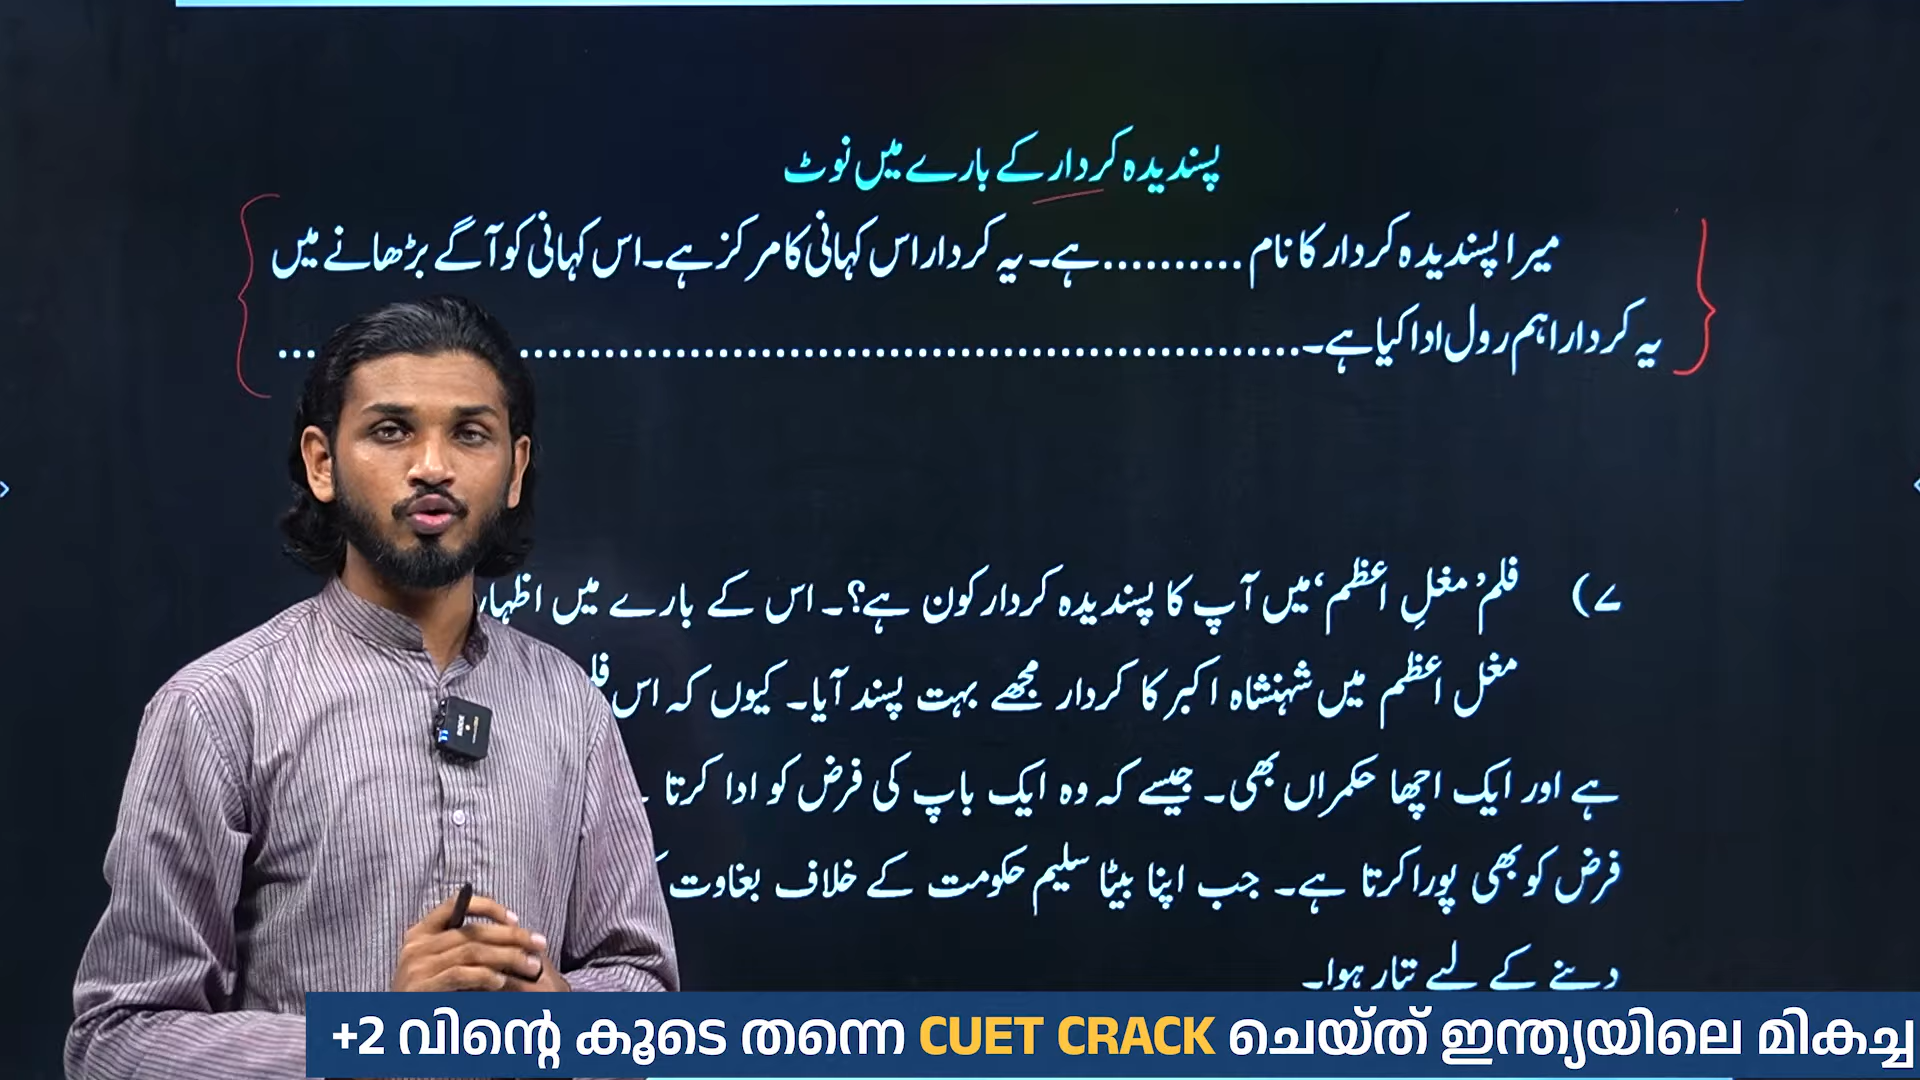 پسندیدہ کردار کے بارے میں نوٹ
میرا پسندیدہ کردار کا نام ........... ہے۔ یہ کردار اس کہانی کا مرکز ہے۔ اس کہانی کو آگے بڑھانے میں
یہ کردار اہم رول ادا کیا ہے۔............................................................
۷) فلم ’مغلِ اعظم‘ میں آپ کا پسندیدہ کردار کون ہے؟۔ اس کے بارے میں اظہار
مغل اعظم میں شہنشاہ اکبر کا کردار مجھے بہت پسند آیا۔ کیوں کہ اس
ہے اور ایک اچھا حکمراں بھی۔ جیسے کہ وہ ایک باپ کی فرض کو ادا کرتا
فرض کو بھی پورا کرتا ہے۔ جب اپنا بیٹا سلیم حکومت کے خلاف بغاوت
دینے کے لیے تیار ہوا۔
+2 വിന്റെ കൂടെ തന്നെ CUET CRACK ചെയ്ത് ഇന്ത്യയിലെ മികച്ച